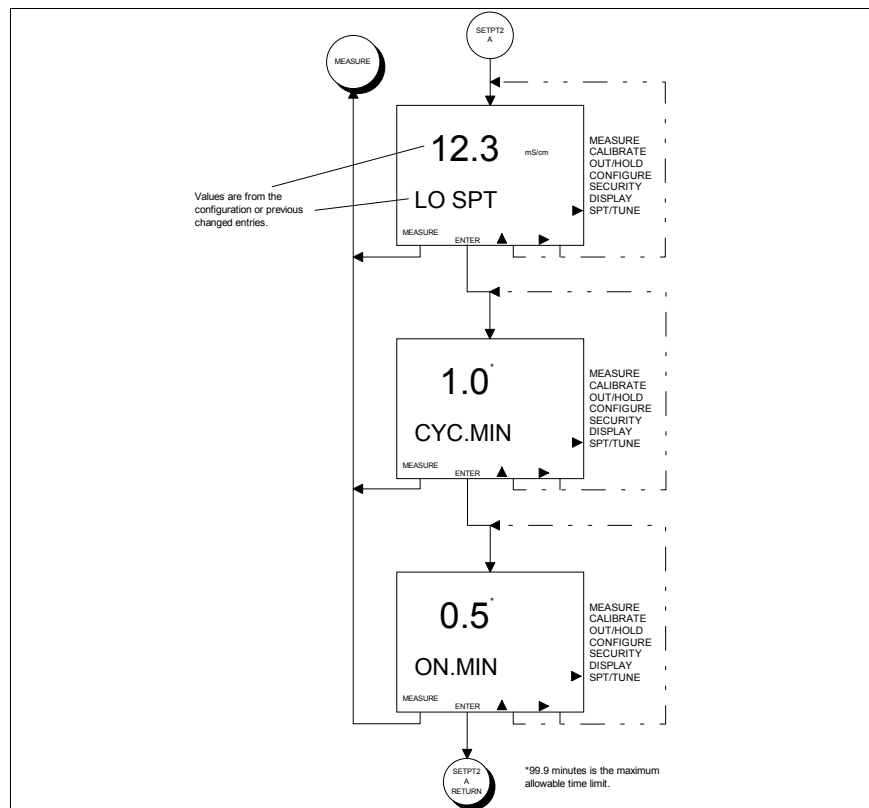 SETPT2
A
MEASURE
12.3 mS/cm
LO SPT
MEASURE
ENTER
MEASURE
CALIBRATE
OUT/HOLD
CONFIGURE
SECURITY
DISPLAY
SPT/TUNE
Values are from the
configuration or previous
changed entries.
1.0*
CYC.MIN
MEASURE
ENTER
MEASURE
CALIBRATE
OUT/HOLD
CONFIGURE
SECURITY
DISPLAY
SPT/TUNE
0.5*
ON.MIN
MEASURE
ENTER
MEASURE
CALIBRATE
OUT/HOLD
CONFIGURE
SECURITY
DISPLAY
SPT/TUNE
SETPT2
A
RETURN
*99.9 minutes is the maximum
allowable time limit.